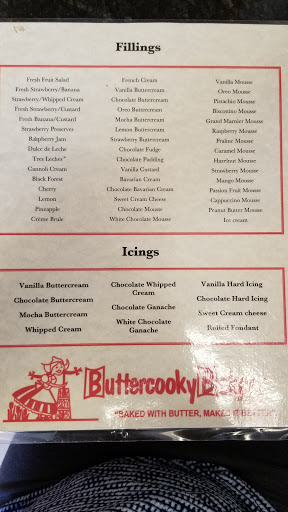 Fillings
Fresh Fruit Salad
Fresh Strawberry/Banana
Strawberry/Whipped Cream
Fresh Strawberry/Custard
Fresh Banana/Custard
Strawberry Preserves
Raspberry Jam
Dulce de Leche
Tres Leches*
Cannoli Cream
Black Forest
Cherry
Lemon
Pineapple
Crème Brule
French Cream
Vanilla Buttercream
Chocolate Buttercream
Oreo Buttercream
Mocha Buttercream
Lemon Buttercream
Strawberry Buttercream
Chocolate Fudge
Chocolate Pudding
Vanilla Custard
Bavarian Cream
Chocolate Bavarian Cream
Sweet Cream Cheese
Chocolate Mousse
White Chocolate Mousse
Vanilla Mousse
Oreo Mousse
Pistachio Mousse
Biscotino Mousse
Grand Marnier Mousse
Raspberry Mousse
Praline Mousse
Caramel Mousse
Hazelnut Mousse
Strawberry Mousse
Mango Mousse
Passion Fruit Mousse
Cappuccino Mousse
Peanut Butter Mousse
Ice cream
Icings
Vanilla Buttercream
Chocolate Buttercream
Mocha Buttercream
Whipped Cream
Chocolate Whipped
Cream
Chocolate Ganache
White Chocolate
Ganache
Vanilla Hard Icing
Chocolate Hard Icing
Sweet Cream cheese
Rolled Fondant
Buttercooky Bakery
"BAKED WITH BUTTER, MAKES IT BETTER"